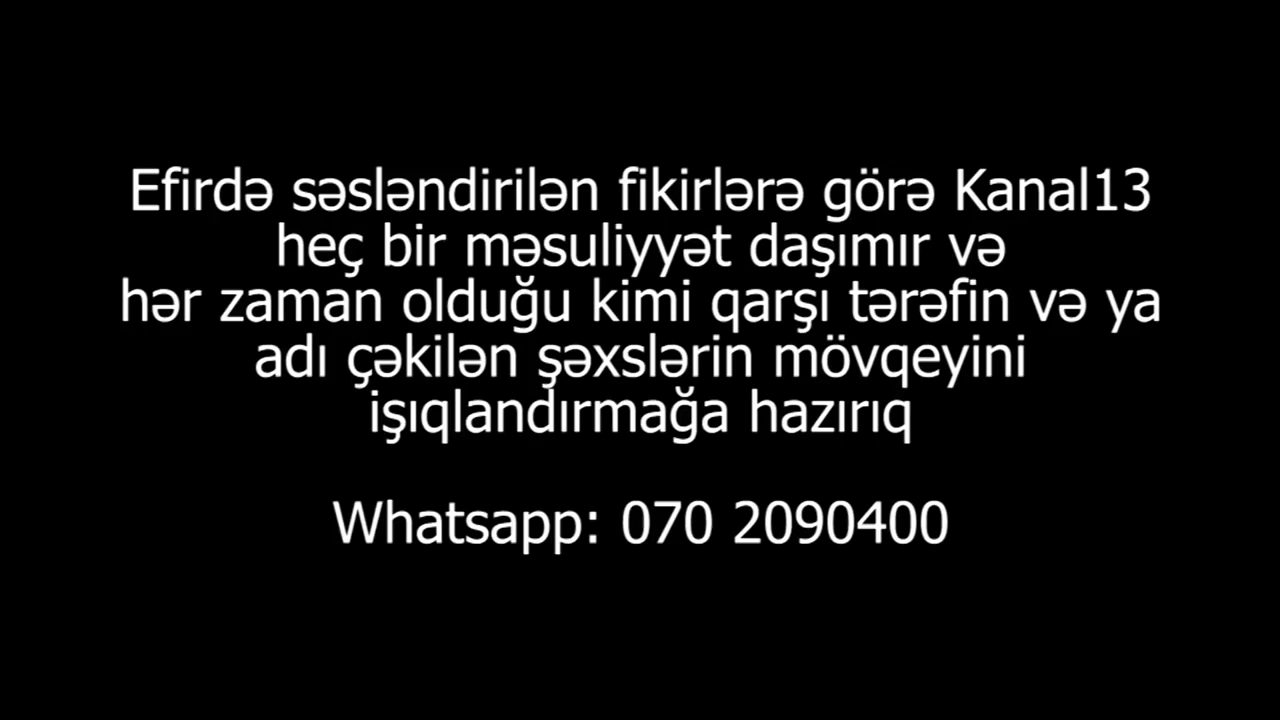 Efirdə səsləndirilən fikirlərə görə Kanal13
heç bir məsuliyyət daşımır və
hər zaman olduğu kimi qarşı tərəfin və ya
adı çəkilən şəxslərin mövqeyini
işıqlandırmağa hazırıq
Whatsapp: 070 2090400